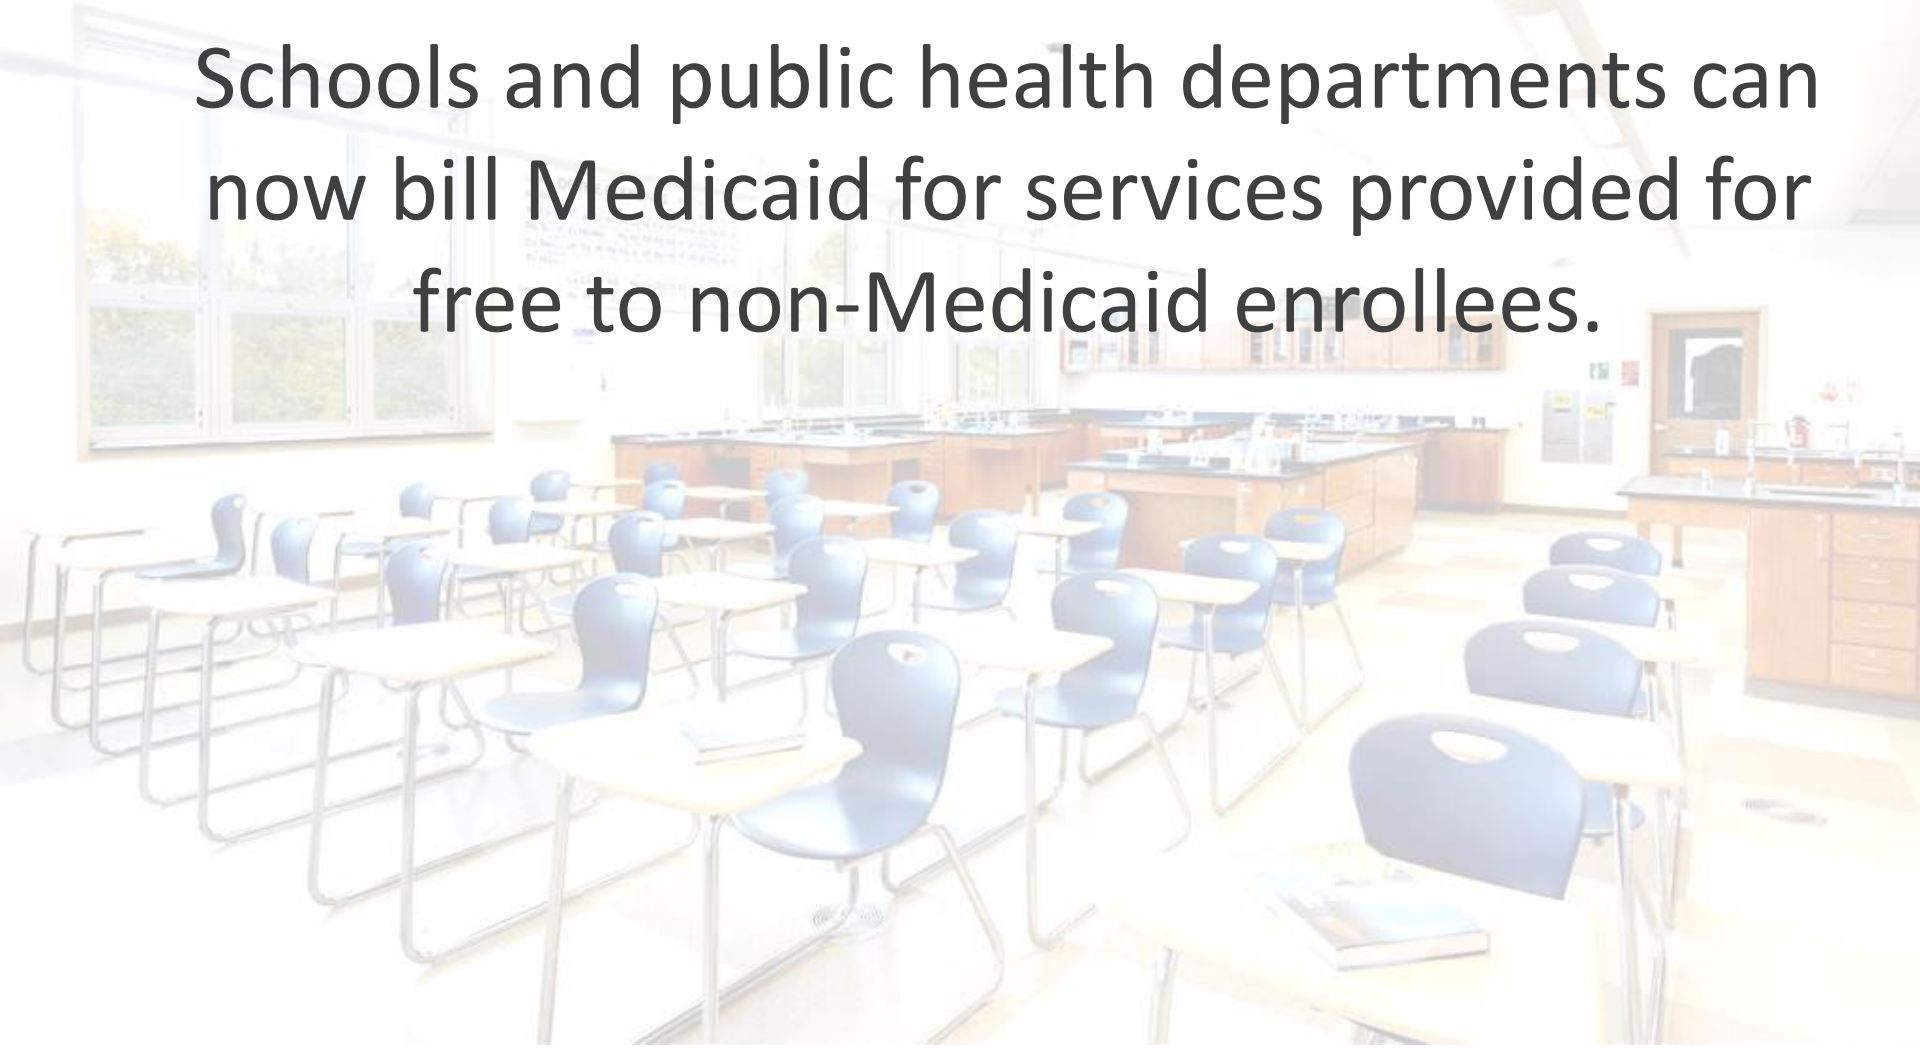 Schools and public health departments can
now bill Medicaid for services provided for
free to non-Medicaid enrollees.